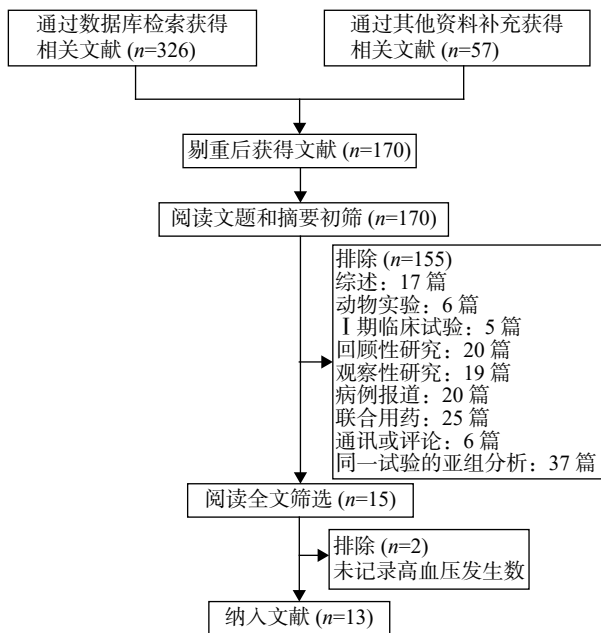 通过数据库检索获得
相关文献 (n=326)
通过其他资料补充获得
相关文献 (n=57)
剔重后获得文献 (n=170)
阅读文题和摘要初筛 (n=170)
排除 (n=155)
综述：17 篇
动物实验：6 篇
Ⅰ期临床试验：5 篇
回顾性研究：20 篇
观察性研究：19 篇
病例报道：20 篇
联合用药：25 篇
通讯或评论：6 篇
同一试验的亚组分析：37 篇
阅读全文筛选 (n=15)
排除 (n=2)
未记录高血压发生数
纳入文献 (n=13)